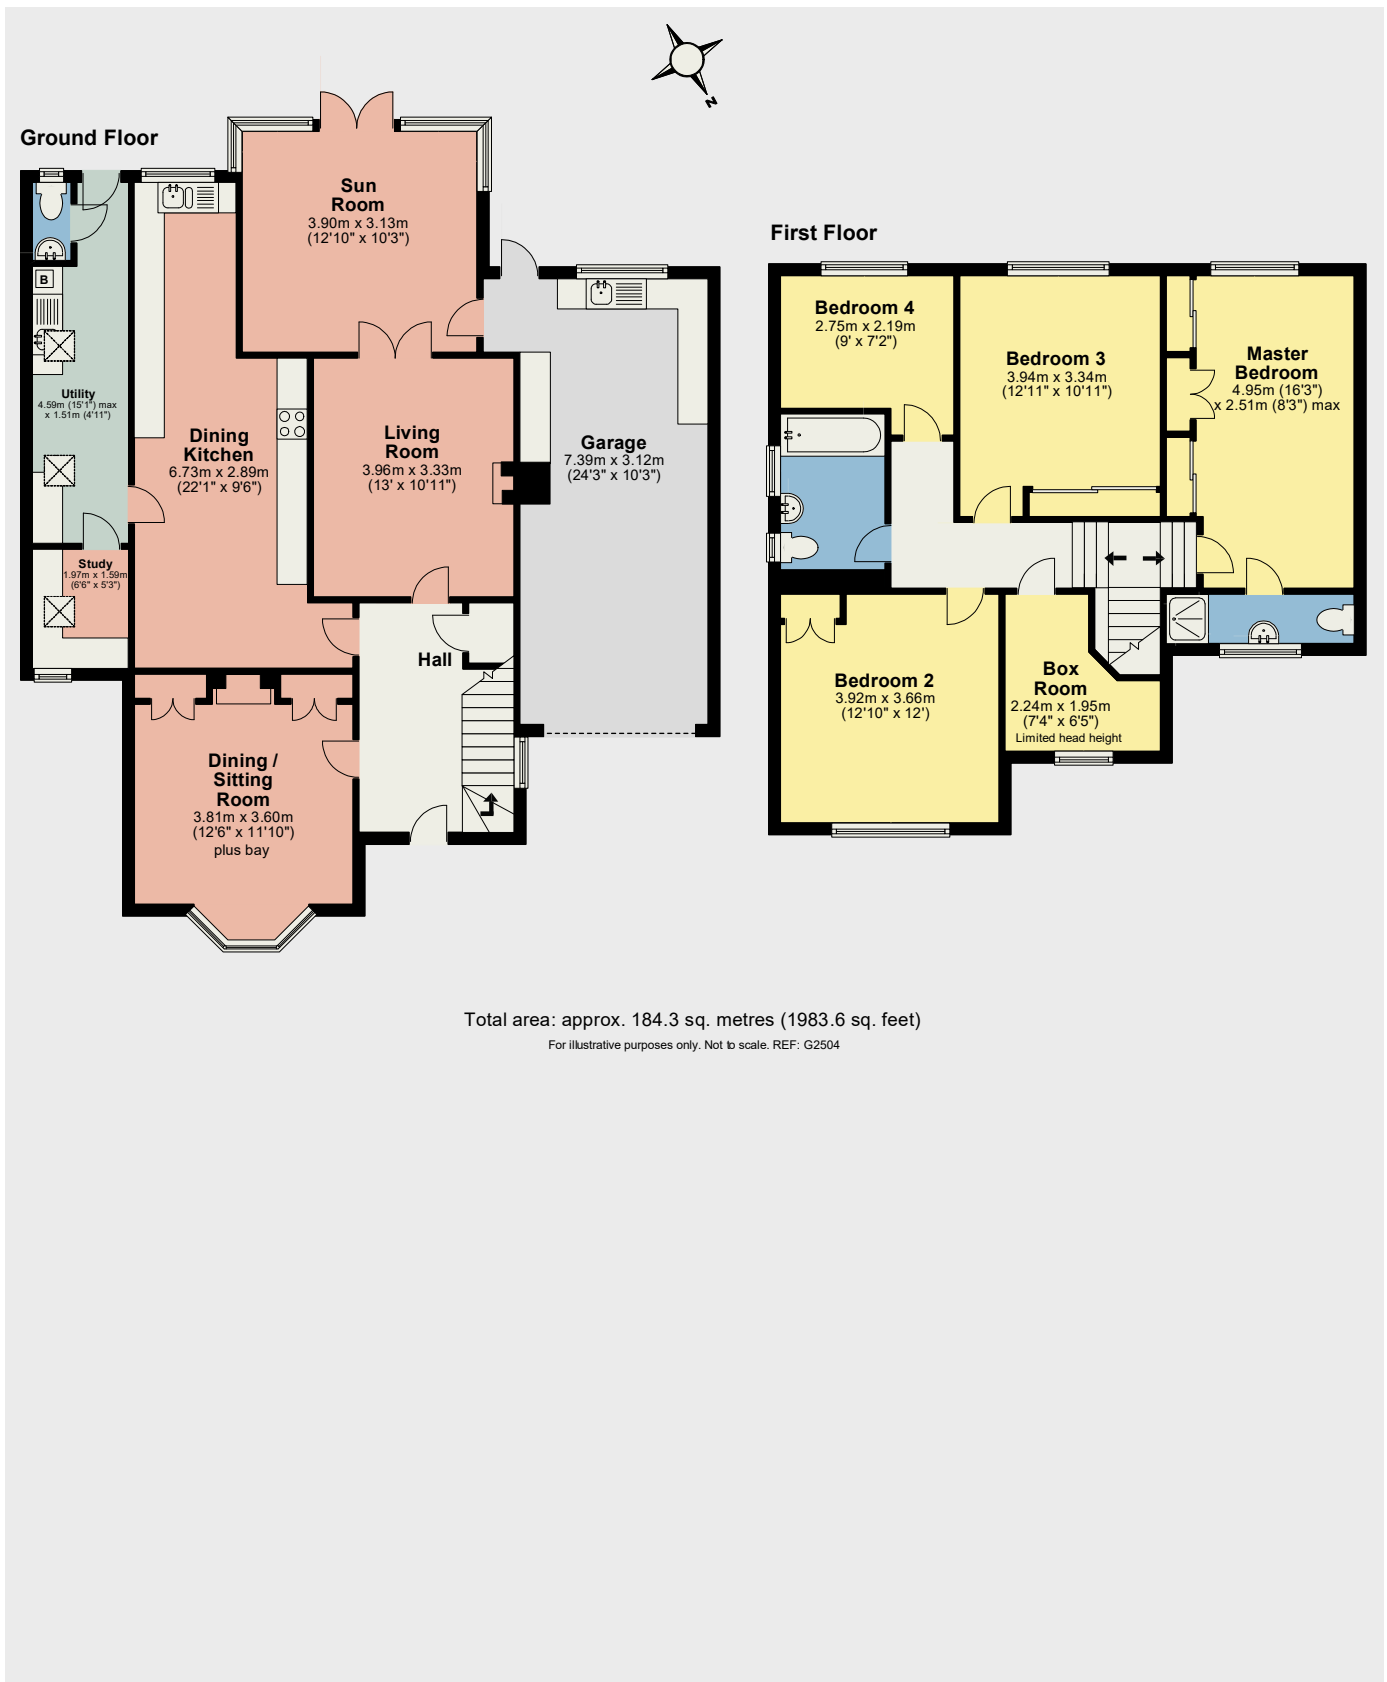 N
Ground Floor
Sun
Room
3.90m x 3.13m
(12'10" x 10'3")
B
Utility
4.59m (15'1") max
x 1.51m (4'11")
Dining
Kitchen
6.73m x 2.89m
(22'1" x 9'6")
Living
Room
3.96m x 3.33m
(13' x 10'11")
Garage
7.39m x 3.12m
(24'3" x 10'3")
Study
1.97m x 1.59m
(6'6" x 5'3")
Hall
Dining /
Sitting
Room
3.81m x 3.60m
(12'6" x 11'10")
plus bay
First Floor
Bedroom 4
2.75m x 2.19m
(9' x 7'2")
Bedroom 3
3.94m x 3.34m
(12'11" x 10'11")
Master
Bedroom
4.95m (16'3")
x 2.51m (8'3") max
Bedroom 2
3.92m x 3.66m
(12'10" x 12')
Box
Room
2.24m x 1.95m
(7'4" x 6'5")
Limited head height
Total area: approx. 184.3 sq. metres (1983.6 sq. feet)
For illustrative purposes only. Not to scale. REF: G2504